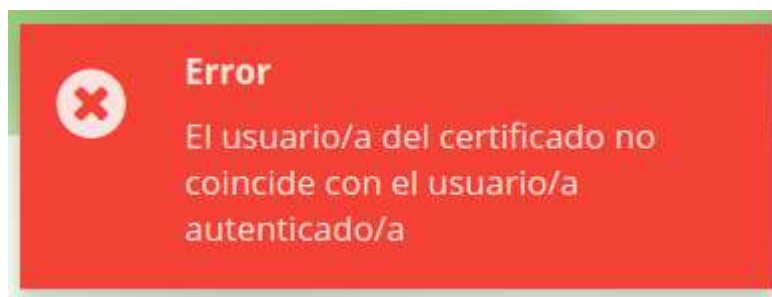 Error
El usuario/a del certificado no
coincide con el usuario/a
autenticado/a